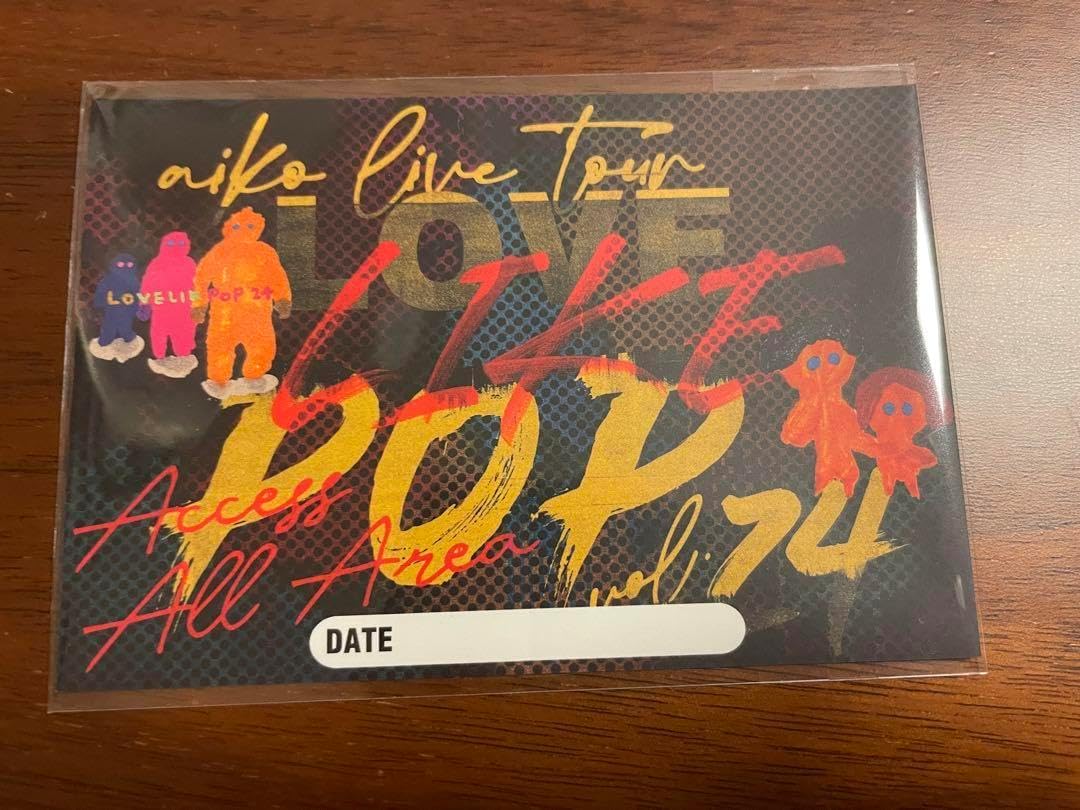 aiko live Tour
LOVE
LIKE
LOVELIE POP 24
POP
vol. 24
Access
All Area
DATE